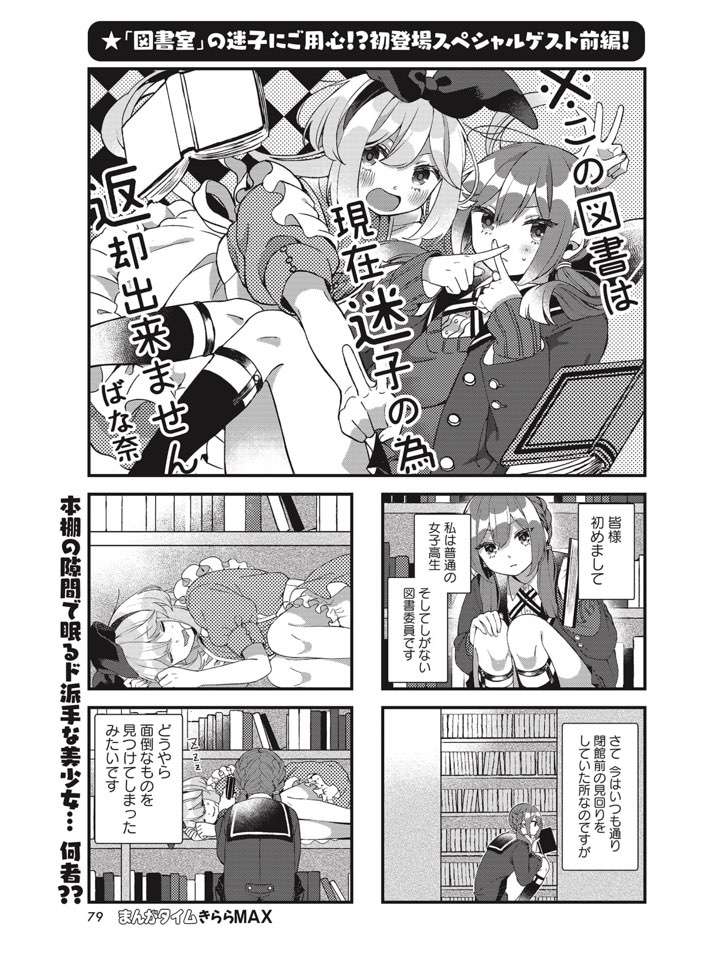 ★「図書室」の迷子にご用心!?初登場スペシャルゲスト前編!
※この図書は
現在迷子の為
返却出来ません
ばな奈
皆様
初めまして
私は普通の
女子高生
そしてしがない
図書委員です
さて 今はいつも通り
閉館前の見回りを
していた所なのですが
zzz
どうやら
面倒なものを
見つけてしまった
みたいです
本棚の隙間で眠るド派手な美少女… 何者??
79 まんがタイムきららMAX